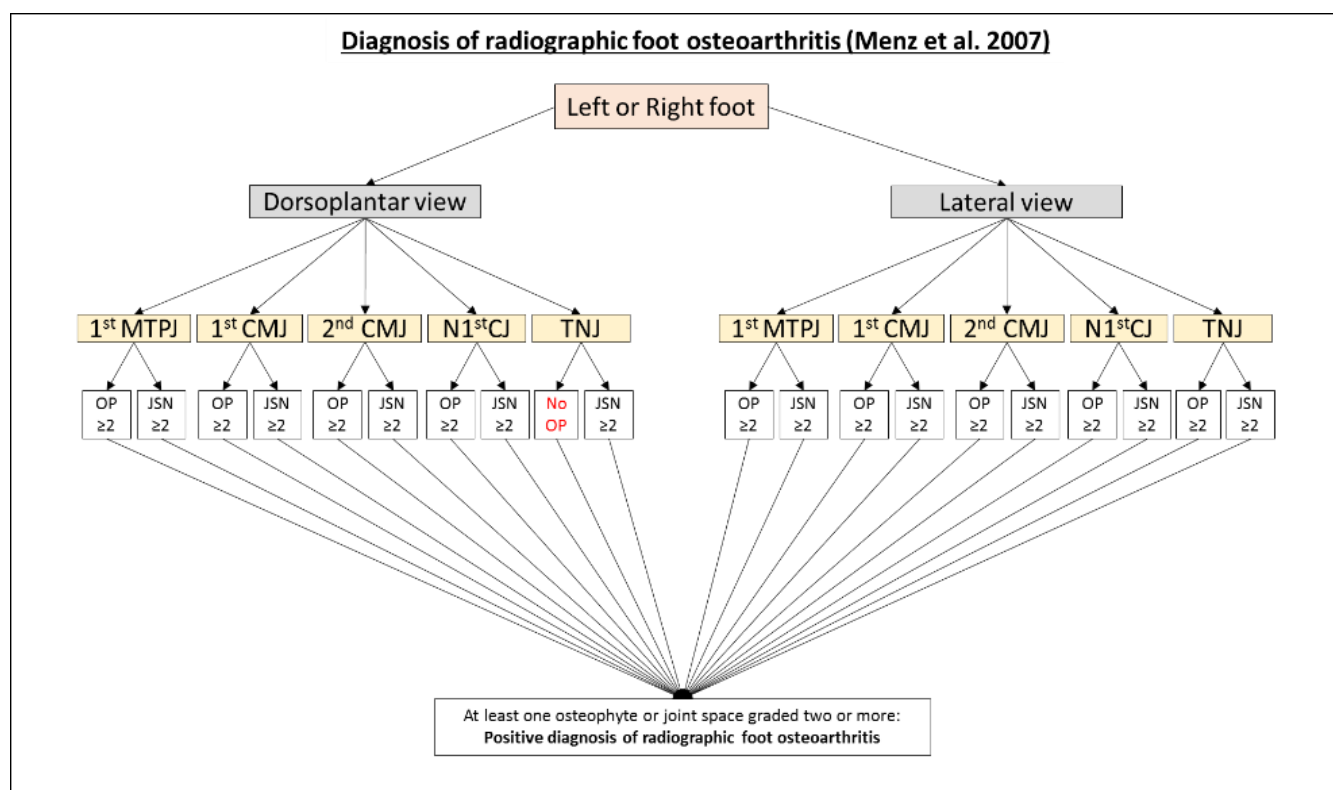 Diagnosis of radiographic foot osteoarthritis (Menz et al. 2007)
Left or Right foot
Dorsoplantar view
Lateral view
1st MTPJ
1st CMJ
2nd CMJ
N1stCJ
TNJ
1st MTPJ
1st CMJ
2nd CMJ
N1stCJ
TNJ
OP
≥2
JSN
≥2
OP
≥2
JSN
≥2
OP
≥2
JSN
≥2
OP
≥2
JSN
≥2
No
OP
JSN
≥2
OP
≥2
JSN
≥2
OP
≥2
JSN
≥2
OP
≥2
JSN
≥2
OP
≥2
JSN
≥2
OP
≥2
JSN
≥2
At least one osteophyte or joint space graded two or more:
Positive diagnosis of radiographic foot osteoarthritis